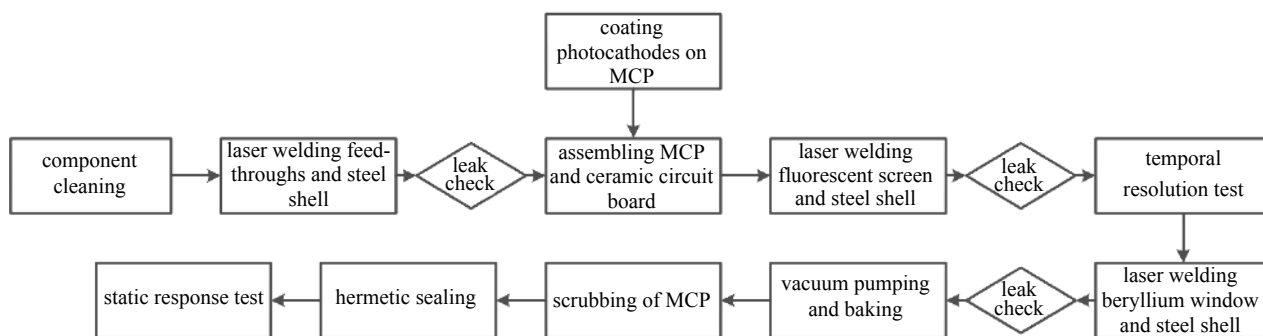 coating
photocathodes on
MCP
component
cleaning
laser welding feed-
throughs and steel
shell
leak
check
assembling MCP
and ceramic circuit
board
laser welding
fluorescent screen
and steel shell
leak
check
temporal
resolution test
laser welding
beryllium window
and steel shell
leak
check
vacuum pumping
and baking
scrubbing of MCP
hermetic sealing
static response test